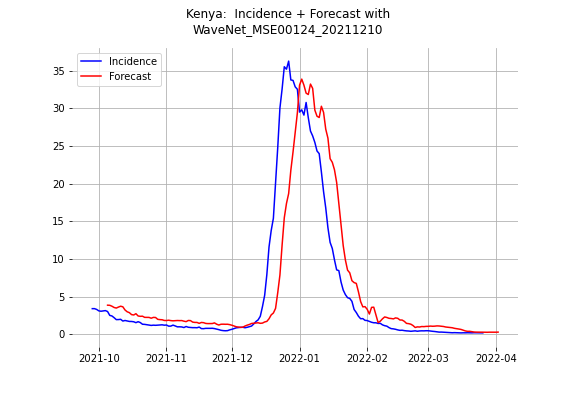 Kenya:  Incidence + Forecast with
WaveNet_MSE00124_20211210
Incidence
Forecast
35
30
25
20
15
10
5
0
2021-10 2021-11 2021-12 2022-01 2022-02 2022-03 2022-04